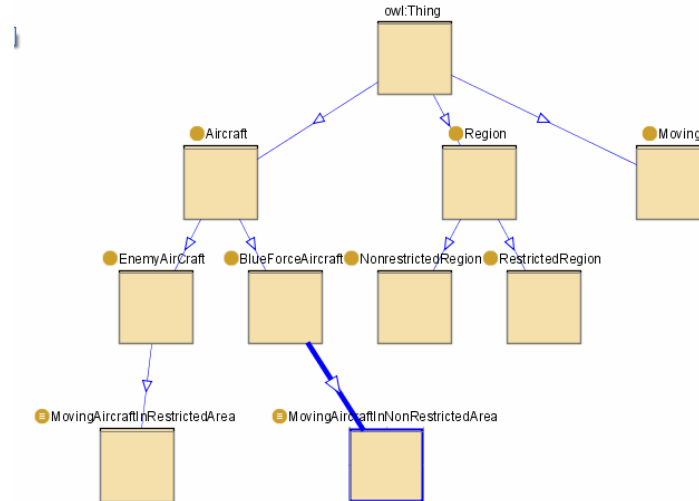 owl:Thing
Aircraft
Region
Moving
EnemyAirCraft
BlueForceAircraft
NonrestrictedRegion
RestrictedRegion
MovingAircraftInRestrictedArea
MovingAircraftInNonRestrictedArea